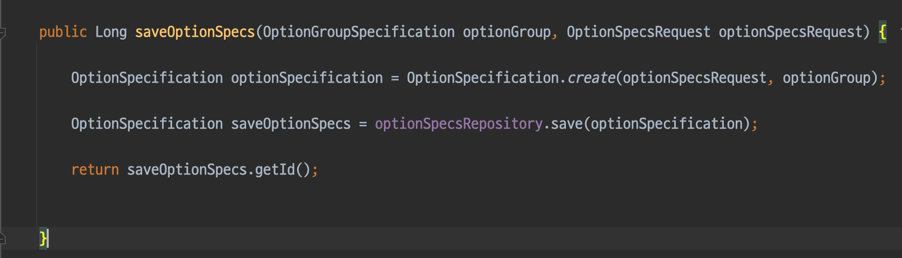 public Long saveOptionSpecs(OptionGroupSpecification optionGroup, OptionSpecsRequest optionSpecsRequest) {
OptionSpecification optionSpecification = OptionSpecification.create(optionSpecsRequest, optionGroup);
OptionSpecification saveOptionSpecs = optionSpecsRepository.save(optionSpecification);
return saveOptionSpecs.getId();
}